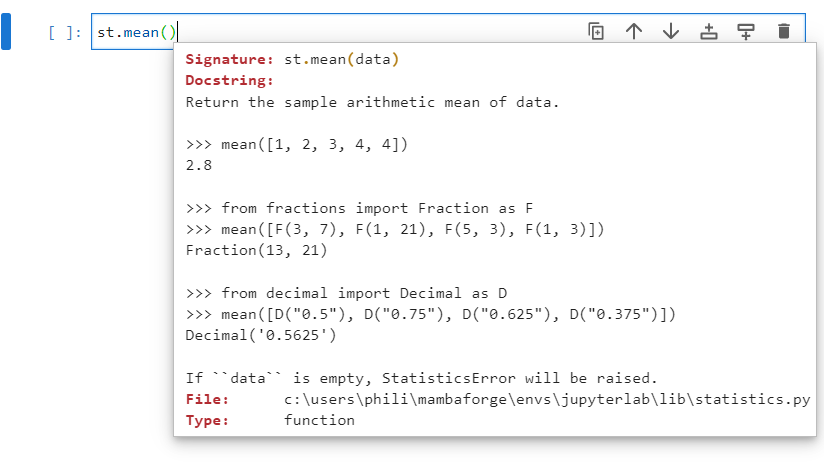 [ ]: st.mean()
Signature: st.mean(data)
Docstring:
Return the sample arithmetic mean of data.
>>> mean([1, 2, 3, 4, 4])
2.8
>>> from fractions import Fraction as F
>>> mean([F(3, 7), F(1, 21), F(5, 3), F(1, 3)])
Fraction(13, 21)
>>> from decimal import Decimal as D
>>> mean([D("0.5"), D("0.75"), D("0.625"), D("0.375")])
Decimal('0.5625')
If ``data`` is empty, StatisticsError will be raised.
File:      c:\users\phili\mambaforge\envs\jupyterlab\lib\statistics.py
Type:      function